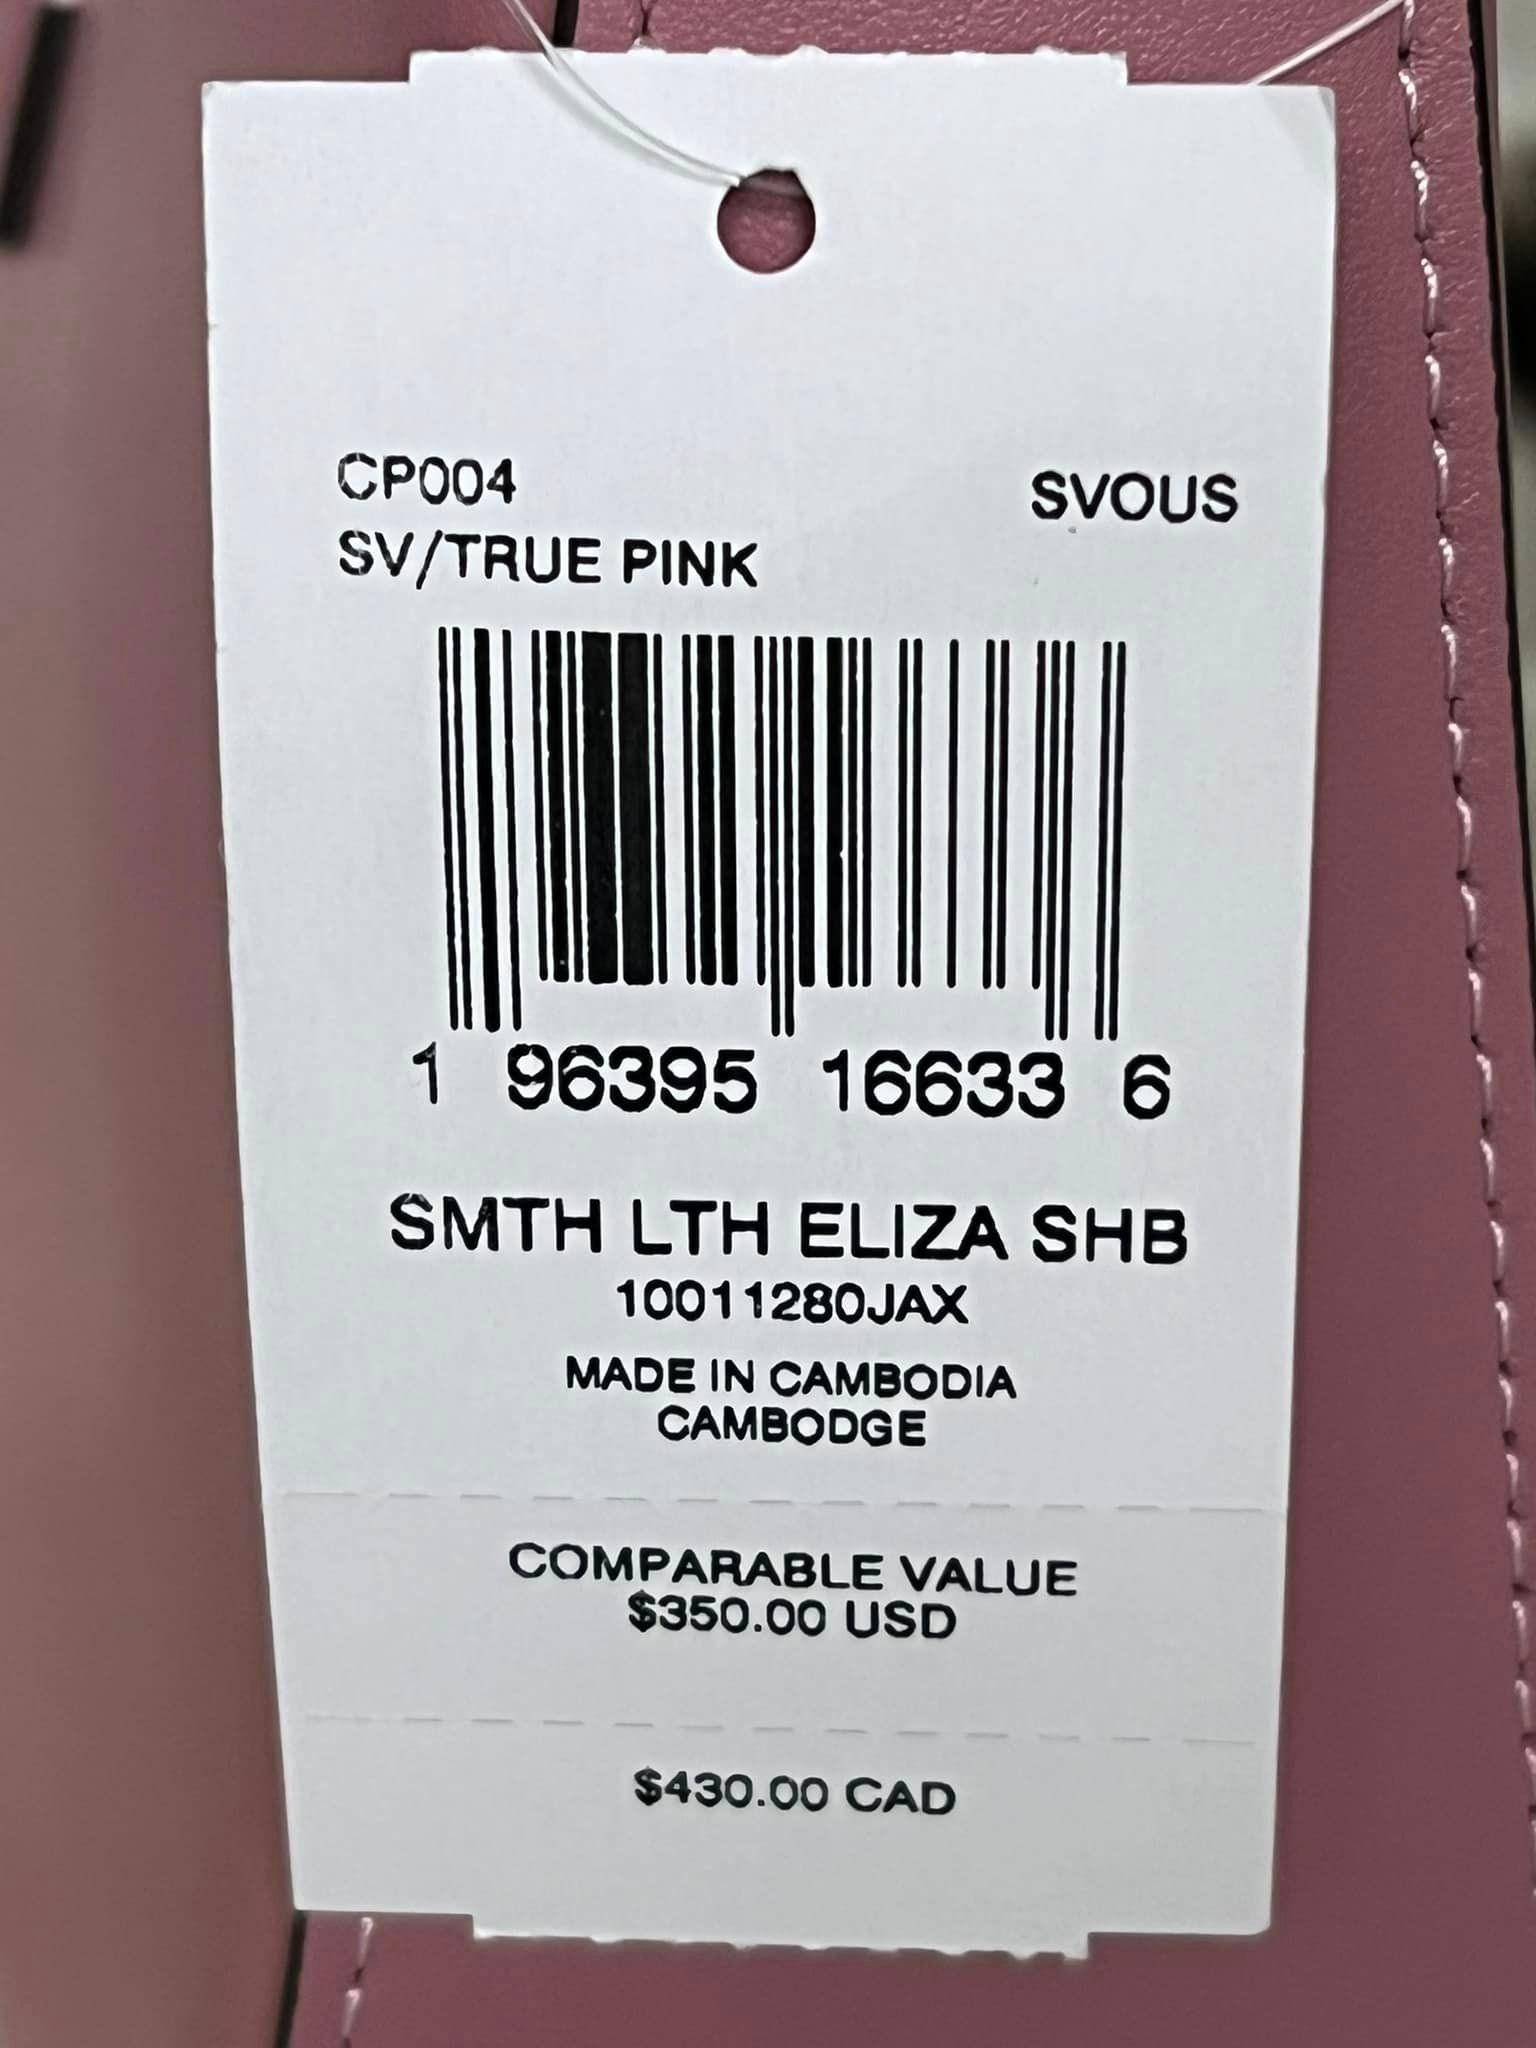 CP004 SVOUS
SV/TRUE PINK
1 96395 16633 6
SMTH LTH ELIZA SHB
10011280JAX
MADE IN CAMBODIA
CAMBODGE
COMPARABLE VALUE
$350.00 USD
$430.00 CAD